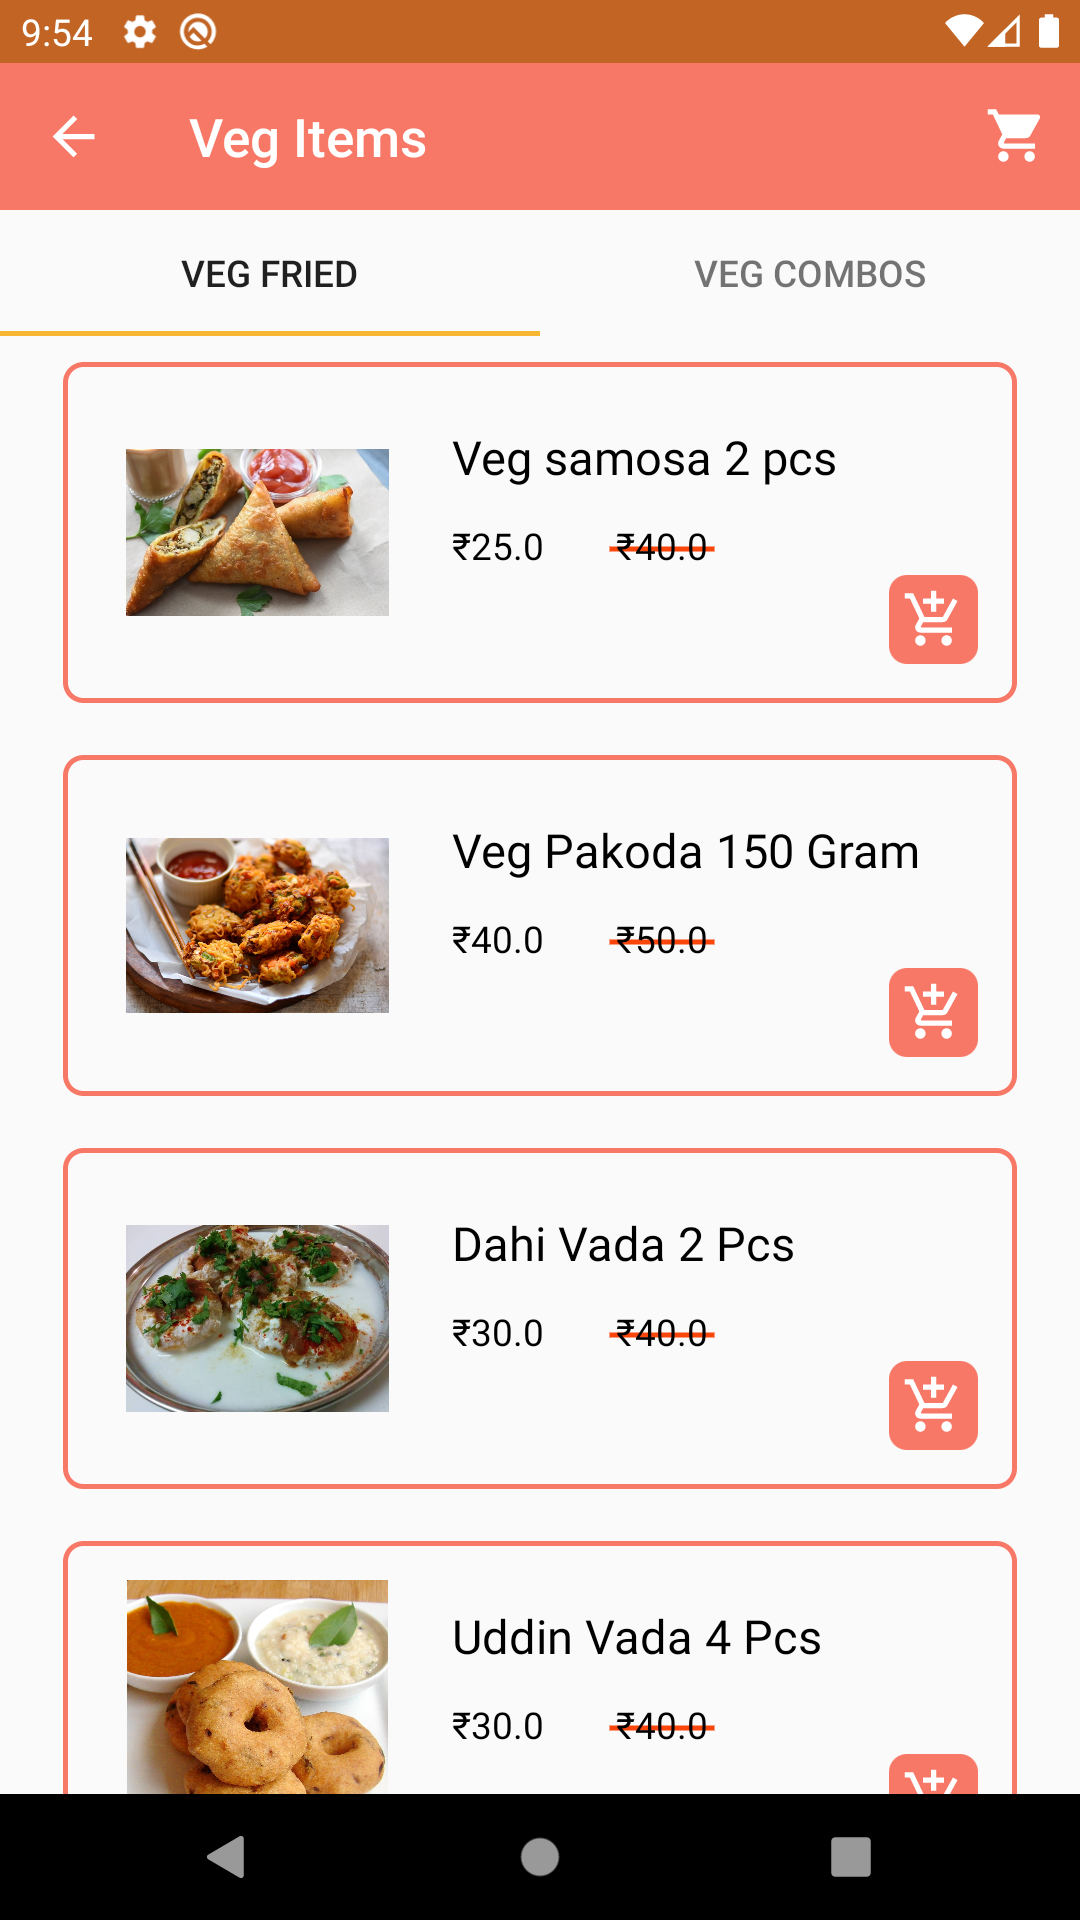 9:54
Veg Items
VEG FRIED
VEG COMBOS
Veg samosa 2 pcs
₹25.0 ₹40.0
Veg Pakoda 150 Gram
₹40.0 ₹50.0
Dahi Vada 2 Pcs
₹30.0 ₹40.0
Uddin Vada 4 Pcs
₹30.0 ₹40.0